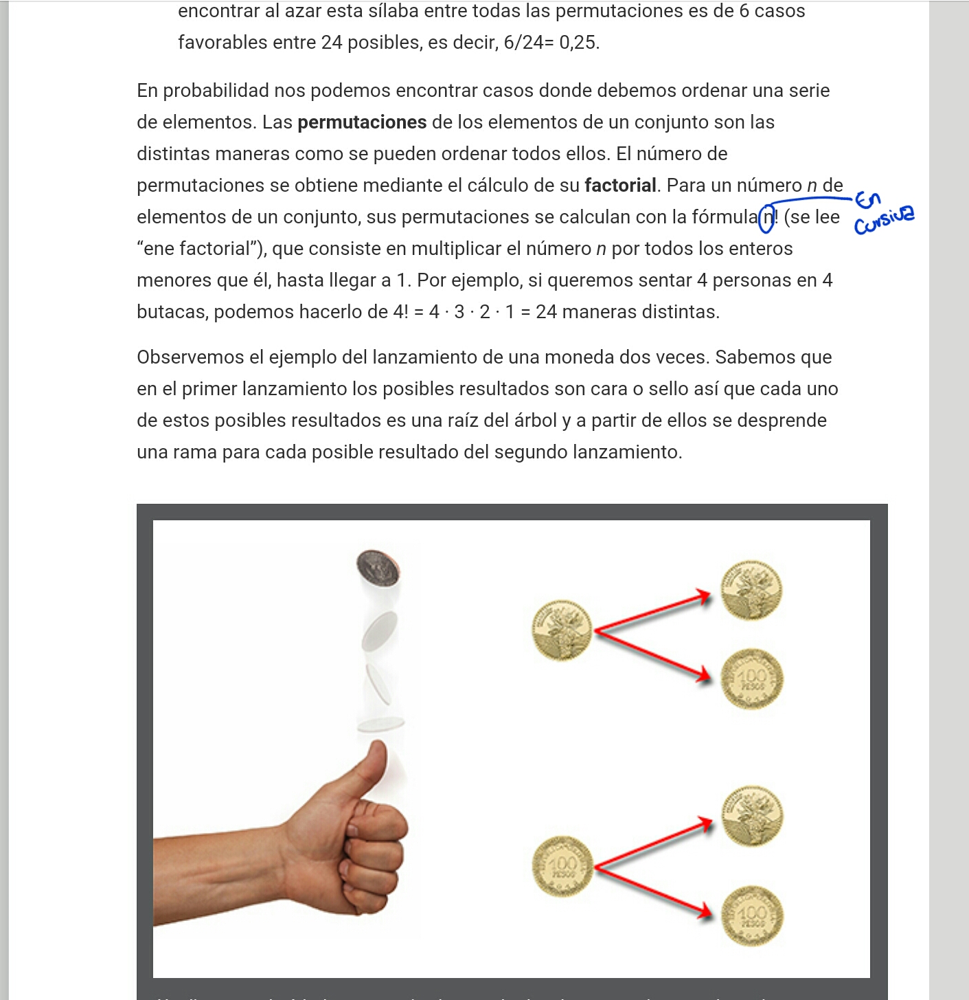 encontrar al azar esta sílaba entre todas las permutaciones es de 6 casos
favorables entre 24 posibles, es decir, 6/24= 0,25.
En probabilidad nos podemos encontrar casos donde debemos ordenar una serie
de elementos. Las permutaciones de los elementos de un conjunto son las
distintas maneras como se pueden ordenar todos ellos. El número de
permutaciones se obtiene mediante el cálculo de su factorial. Para un número n de
elementos de un conjunto, sus permutaciones se calculan con la fórmula n! (se lee
En
Cursiva
“ene factorial”), que consiste en multiplicar el número n por todos los enteros
menores que él, hasta llegar a 1. Por ejemplo, si queremos sentar 4 personas en 4
butacas, podemos hacerlo de 4! = 4 · 3 · 2 · 1 = 24 maneras distintas.
Observemos el ejemplo del lanzamiento de una moneda dos veces. Sabemos que
en el primer lanzamiento los posibles resultados son cara o sello así que cada uno
de estos posibles resultados es una raíz del árbol y a partir de ellos se desprende
una rama para cada posible resultado del segundo lanzamiento.
100
PESOS
100
PESOS
100
PESOS